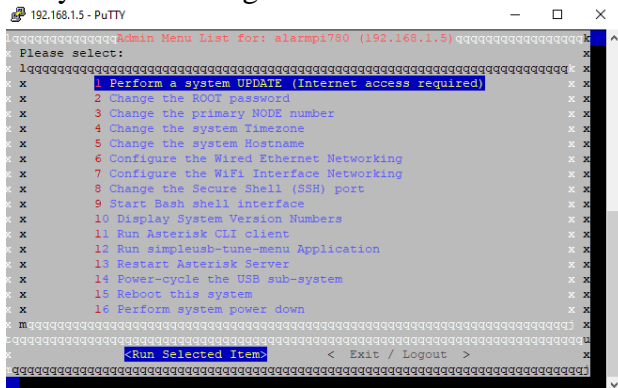 192.168.1.5 - PuTTY
Admin Menu List for: alarmpi780 (192.168.1.5)
Please select:
1 Perform a system UPDATE (Internet access required)
2 Change the ROOT password
3 Change the primary NODE number
4 Change the system Timezone
5 Change the system Hostname
6 Configure the Wired Ethernet Networking
7 Configure the WiFi Interface Networking
8 Change the Secure Shell (SSH) port
9 Start Bash shell interface
10 Display System Version Numbers
11 Run Asterisk CLI client
12 Run simpleusb-tune-menu Application
13 Restart Asterisk Server
14 Power-cycle the USB sub-system
15 Reboot this system
16 Perform system power down
<Run Selected Item> < Exit / Logout >